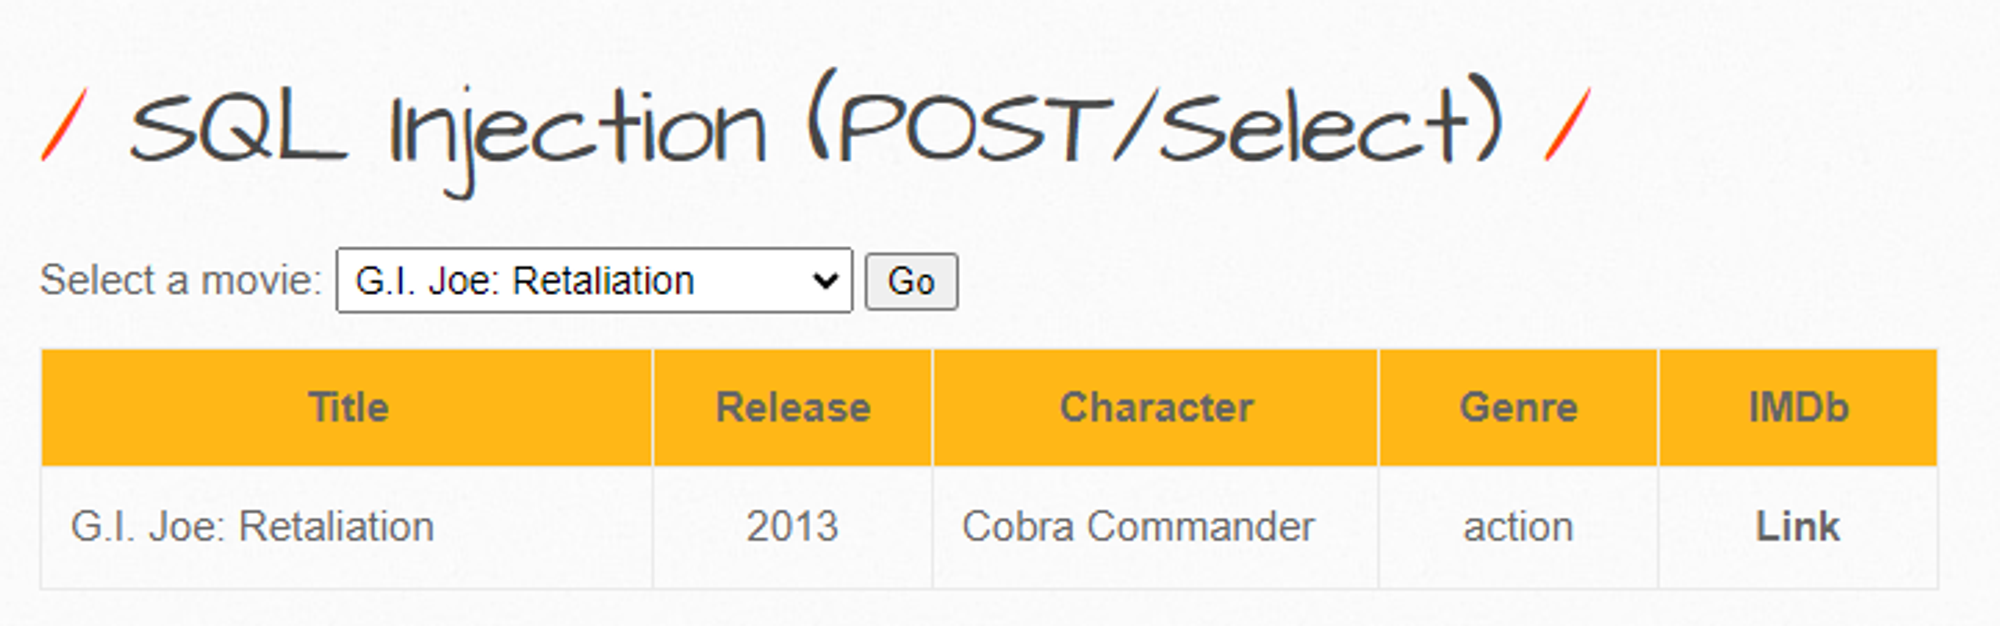 / SQL Injection (POST/Select) /
Select a movie: G.I. Joe: Retaliation Go
Title Release Character Genre IMDb
G.I. Joe: Retaliation 2013 Cobra Commander action Link